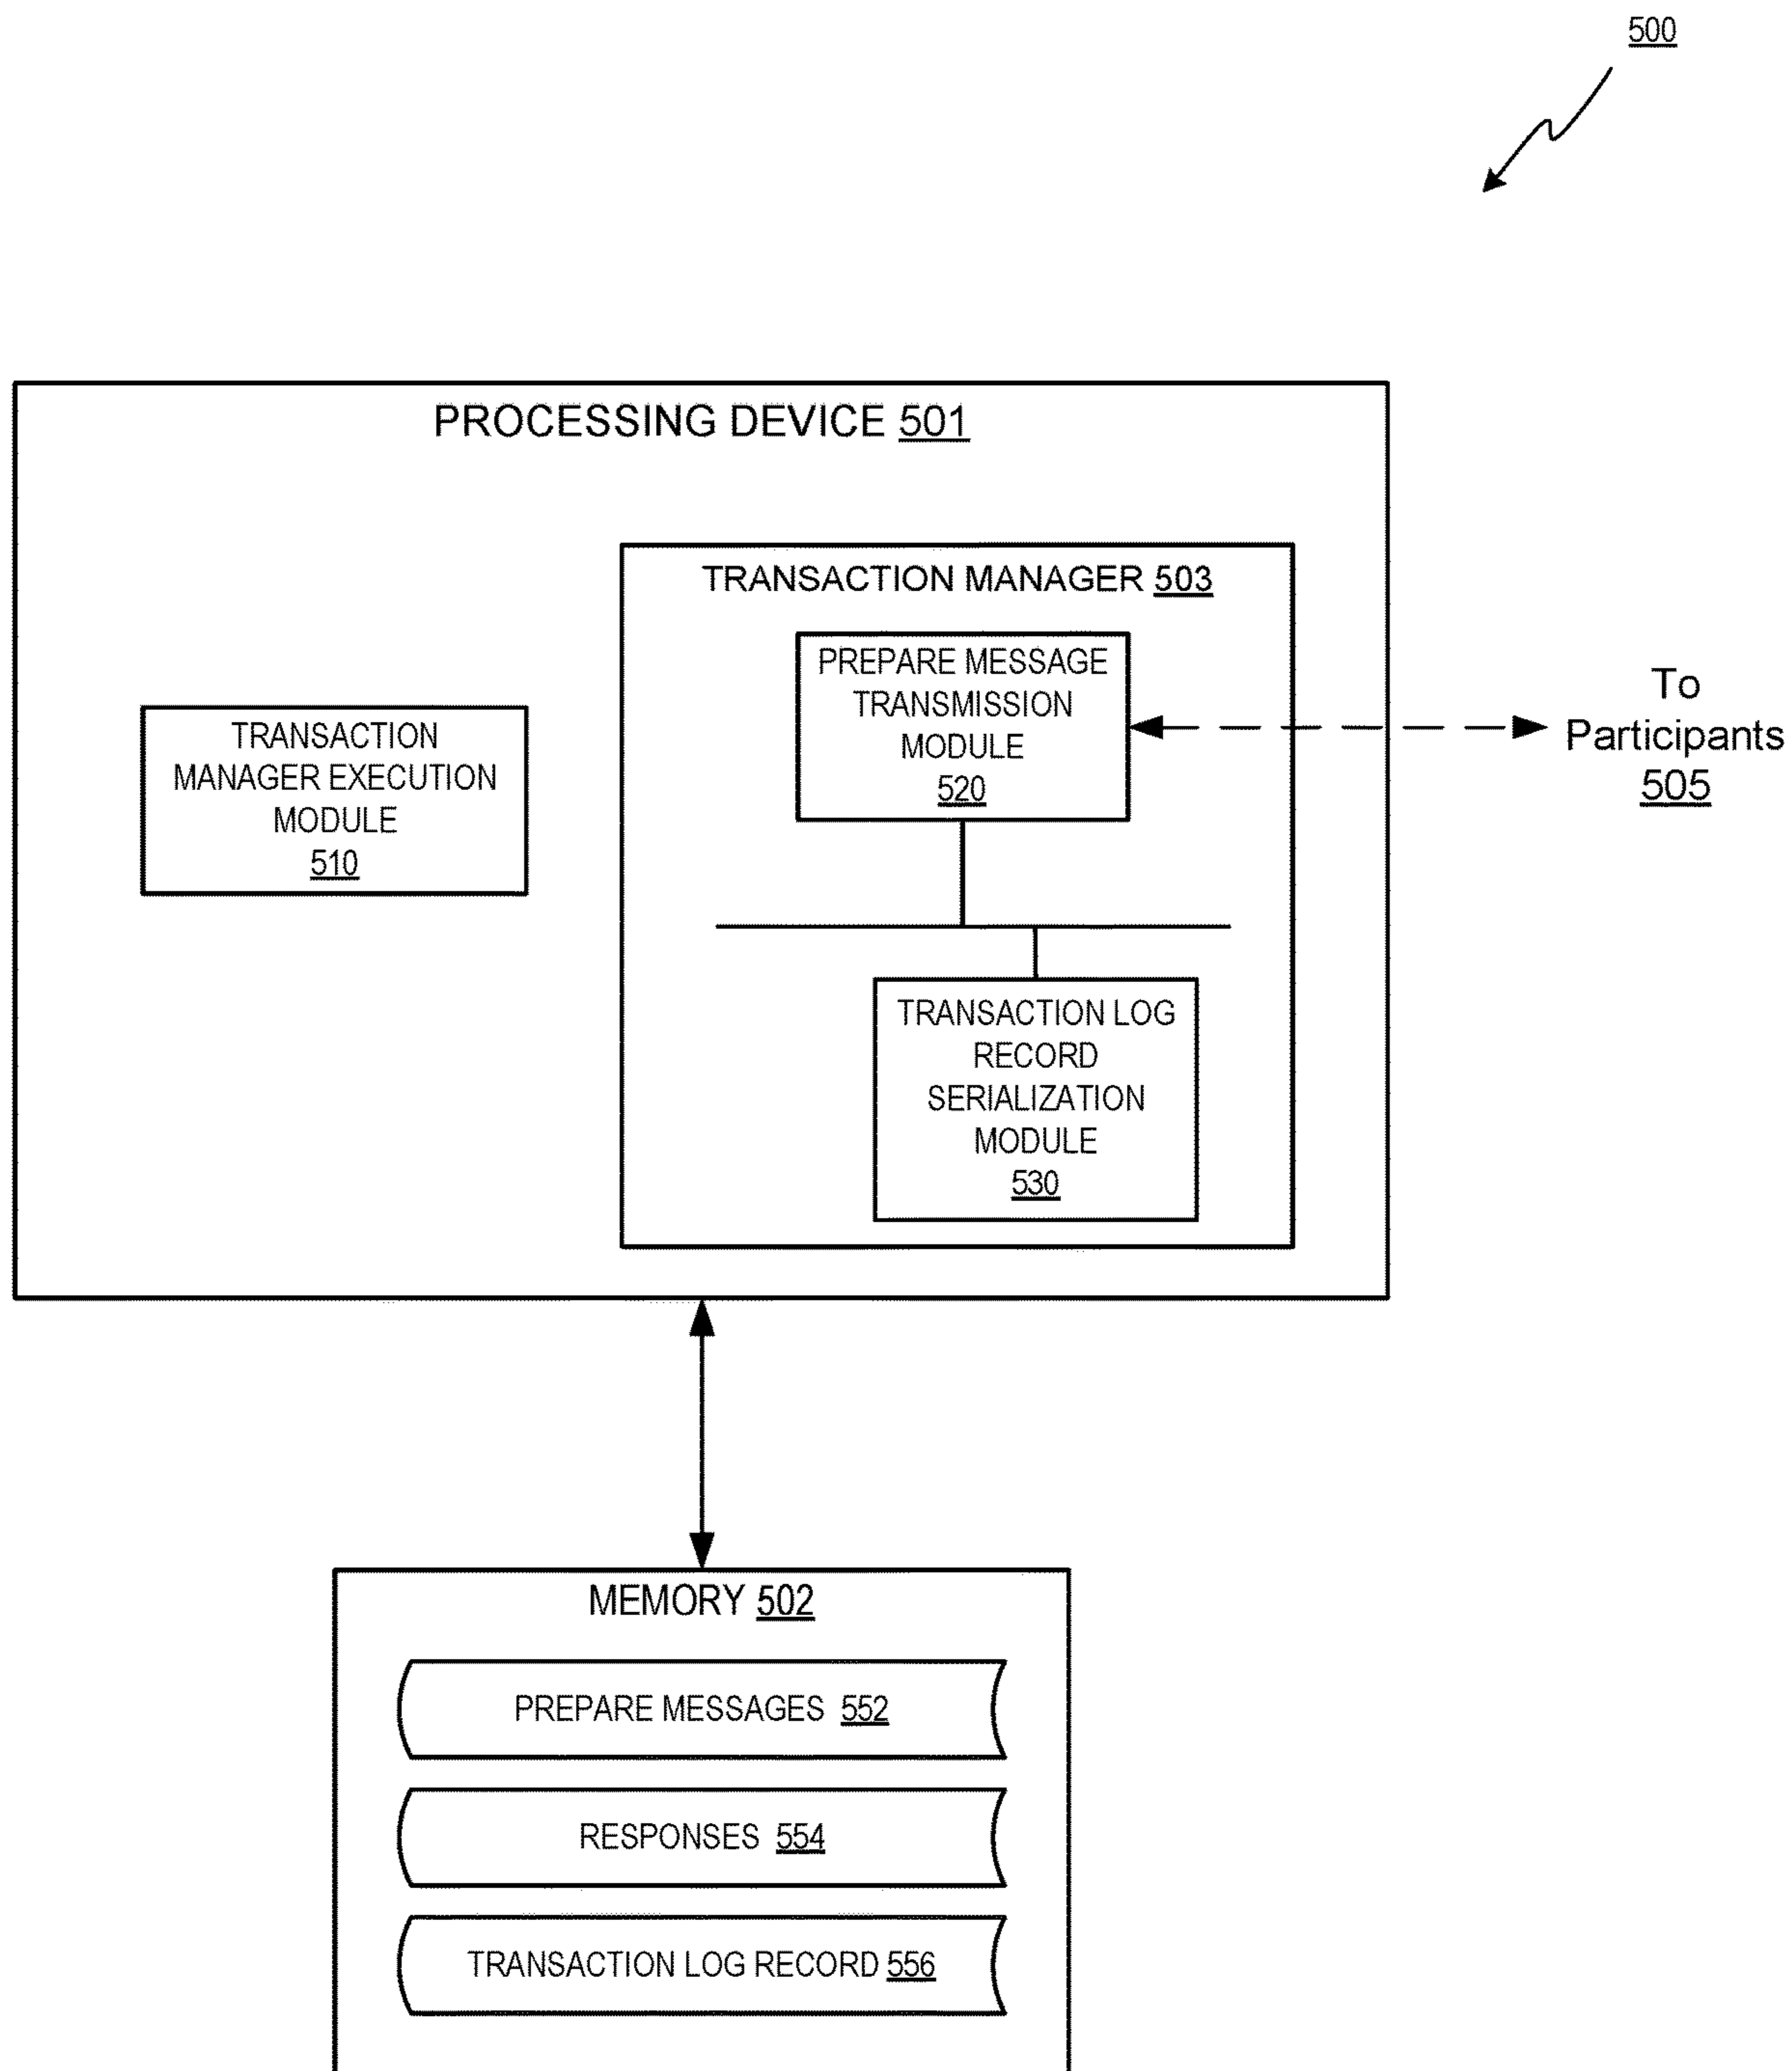 500
PROCESSING DEVICE 501
TRANSACTION MANAGER 503
PREPARE MESSAGE
TRANSMISSION
MODULE
520
To
Participants
505
TRANSACTION
MANAGER EXECUTION
MODULE
510
TRANSACTION LOG
RECORD
SERIALIZATION
MODULE
530
MEMORY 502
PREPARE MESSAGES 552
RESPONSES 554
TRANSACTION LOG RECORD 556